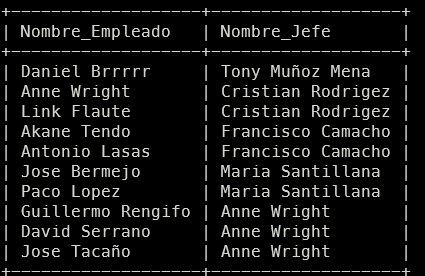 +-------------------+--------------------+
| Nombre_Empleado   | Nombre_Jefe        |
+-------------------+--------------------+
| Daniel Brrrrr     | Tony Muñoz Mena    |
| Anne Wright       | Cristian Rodrigez  |
| Link Flaute       | Cristian Rodrigez  |
| Akane Tendo       | Francisco Camacho  |
| Antonio Lasas     | Francisco Camacho  |
| Jose Bermejo      | Maria Santillana   |
| Paco Lopez        | Maria Santillana   |
| Guillermo Rengifo | Anne Wright        |
| David Serrano     | Anne Wright        |
| Jose Tacaño       | Anne Wright        |
+-------------------+--------------------+